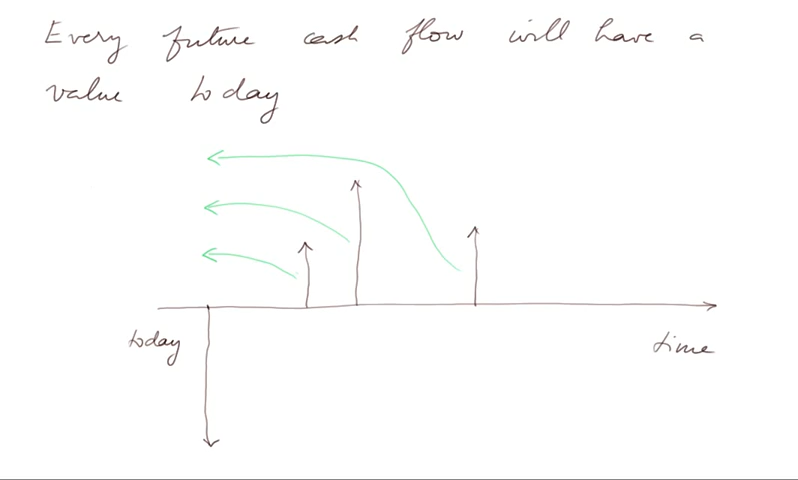 Every future cash flow will have a
value today
today
time